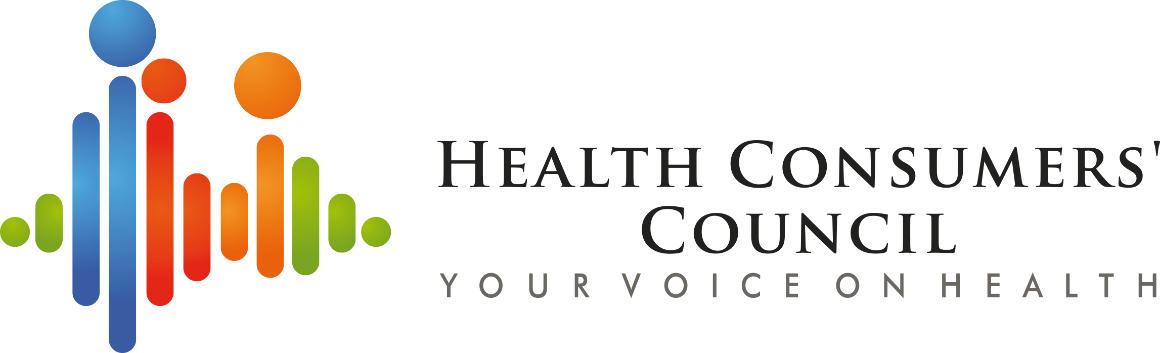 HEALTH CONSUMERS'
COUNCIL
YOUR VOICE ON HEALTH